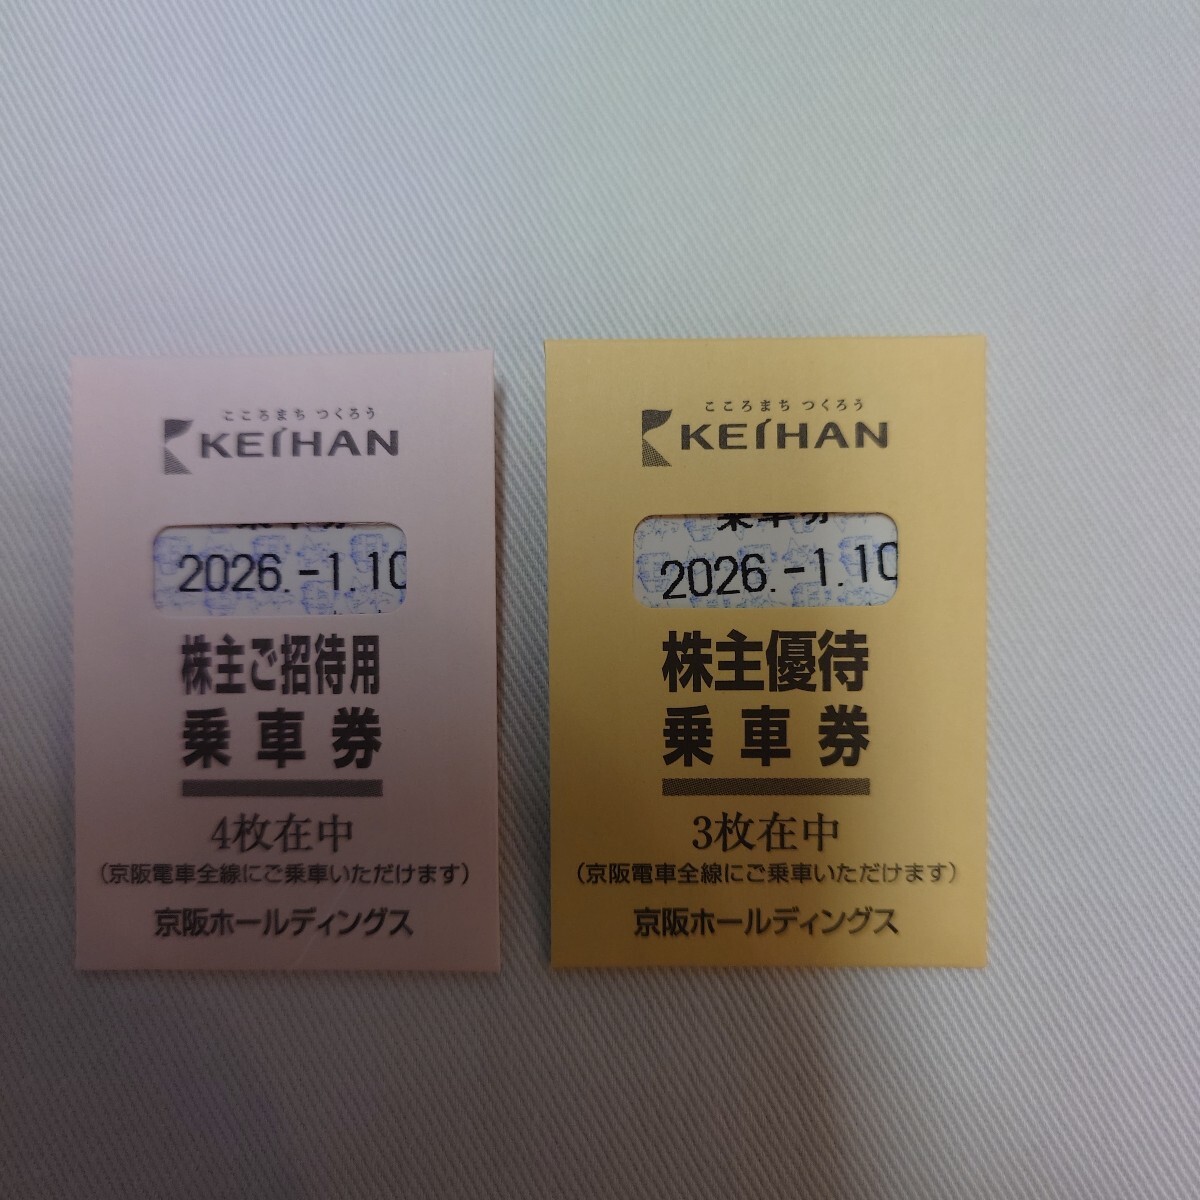 こころまち つくろう
KEIHAN
乗車券
2026.-1.10
株主ご招待用
乗車券
4枚在中
(京阪電車全線にご乗車いただけます)
京阪ホールディングス
こころまち つくろう
KEIHAN
乗車券
2026.-1.10
株主優待
乗車券
3枚在中
(京阪電車全線にご乗車いただけます)
京阪ホールディングス